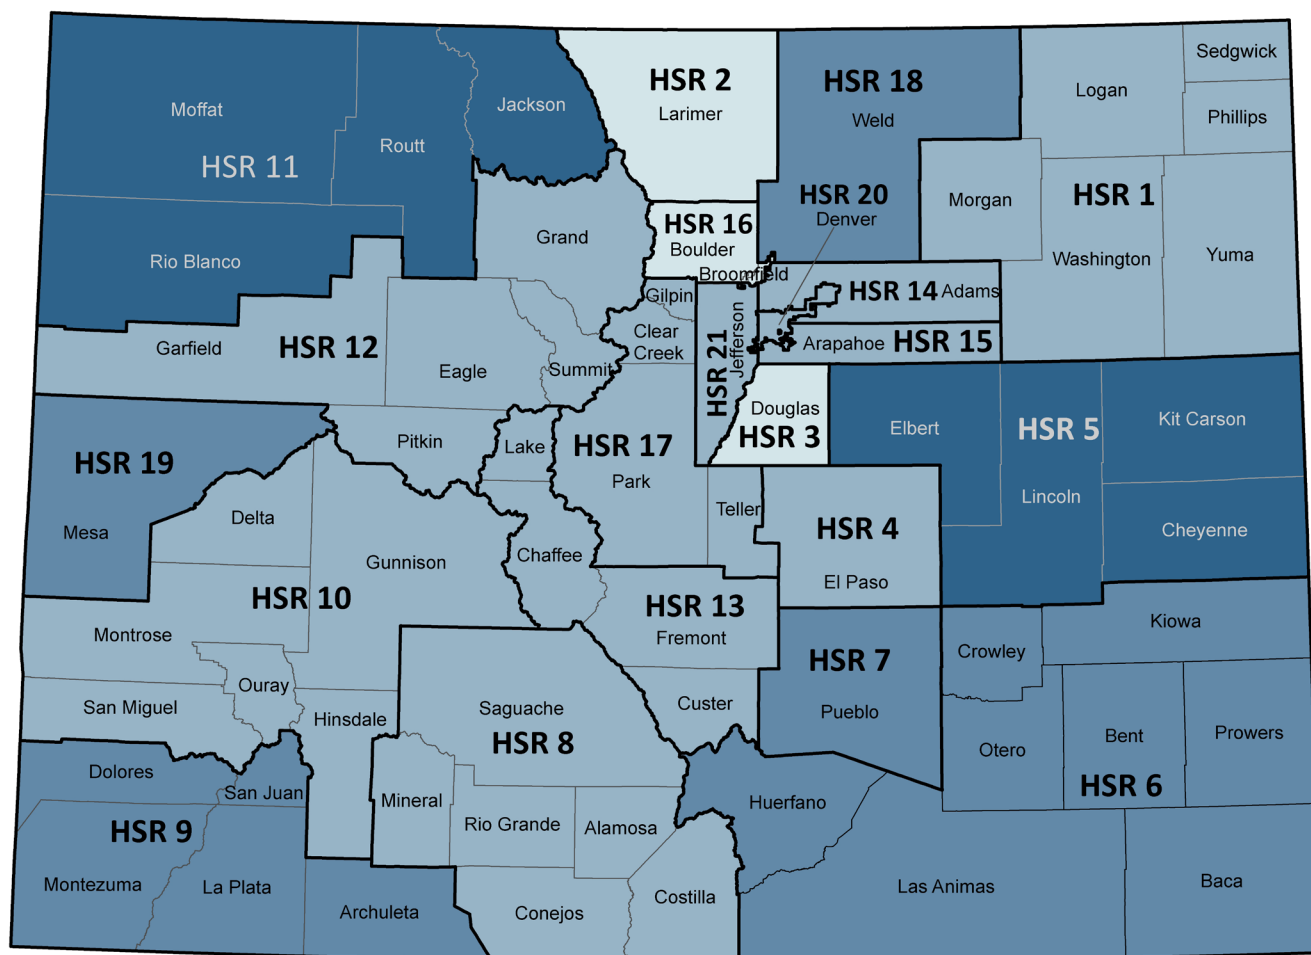 Sedgwick
HSR 2
HSR 18
Logan
Jackson
Moffat
Larimer
Weld
Phillips
Routt
HSR 11
HSR 20
Morgan
HSR 1
HSR 16
Denver
Grand
Boulder
Rio Blanco
Broomfield
Washington
Yuma
Gilpin
HSR 14
Adams
Clear
Creek
Jefferson
HSR 21
Arapahoe
HSR 15
Garfield
HSR 12
Eagle
Summit
Douglas
HSR 3
Elbert
HSR 5
Kit Carson
Pitkin
Lake
HSR 17
HSR 19
Park
Lincoln
Teller
Delta
HSR 4
Cheyenne
Mesa
Gunnison
Chaffee
El Paso
HSR 10
HSR 13
Montrose
Fremont
Kiowa
Crowley
HSR 7
Ouray
San Miguel
Hinsdale
Saguache
Custer
Pueblo
HSR 8
Otero
Bent
Prowers
Dolores
San Juan
HSR 6
Mineral
Huerfano
HSR 9
Rio Grande
Alamosa
Montezuma
La Plata
Las Animas
Baca
Archuleta
Conejos
Costilla